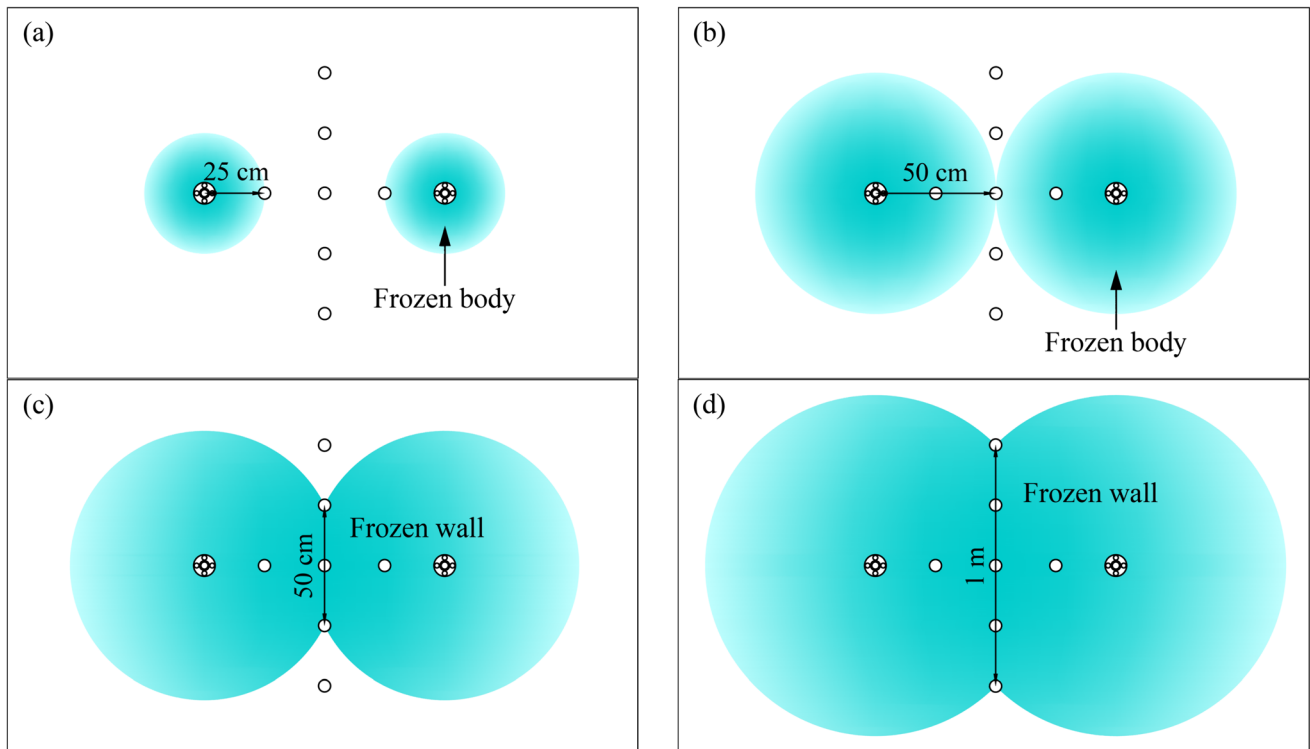 (a)
25 cm
Frozen body
(b)
50 cm
Frozen body
(c)
Frozen wall
50 cm
(d)
Frozen wall
1 m